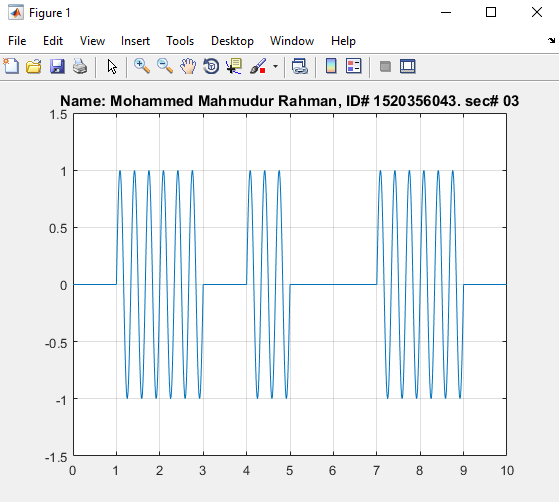 Figure 1
File Edit View Insert Tools Desktop Window Help
Name: Mohammed Mahmudur Rahman, ID# 1520356043. sec# 03
1.5
1
0.5
0
-0.5
-1
-1.5
0 1 2 3 4 5 6 7 8 9 10